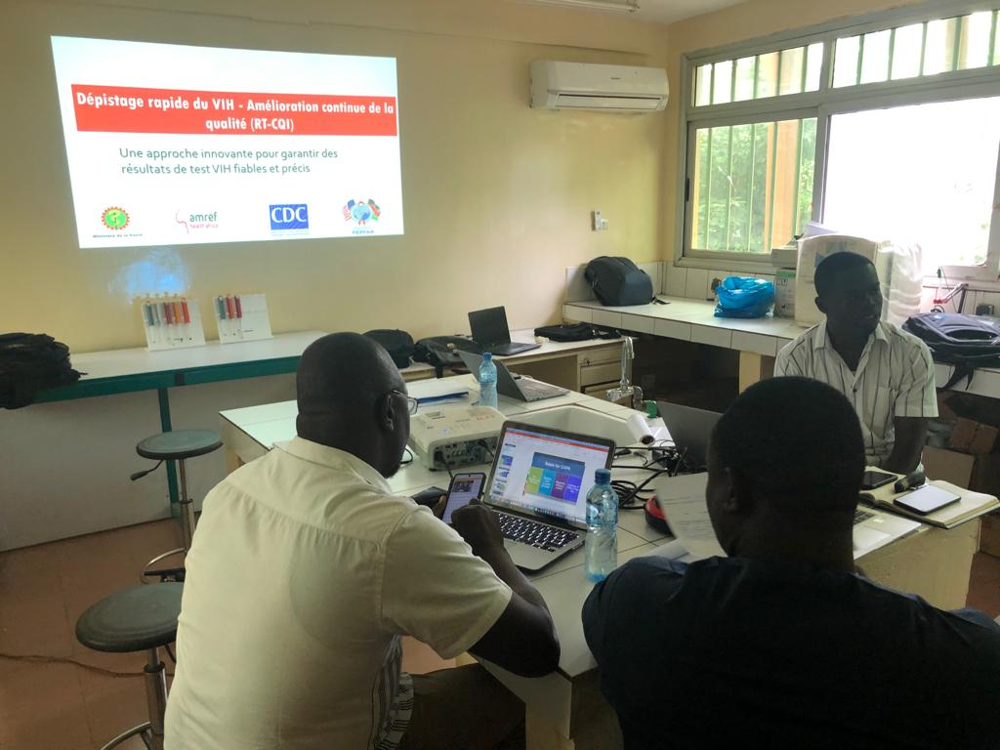 Dépistage rapide du VIH - Amélioration continue de la
qualité (RT-CQI)
Une approche innovante pour garantir des
résultats de test VIH fiables et précis
Ministère de la Santé
amref
health africa
CDC
PEPFAR